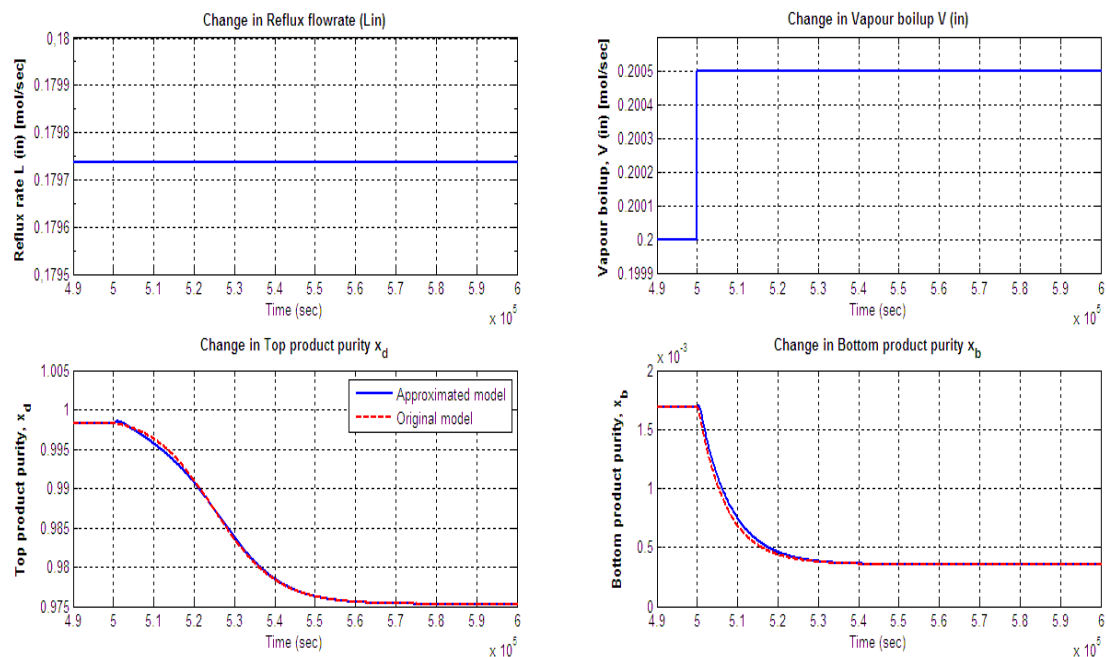 Change in Reflux flowrate (Lin)
Reflux rate L (in) [mol/sec]
0,18
0.1799
0.1798
0.1797
0.1796
0.1795
4.9 5 5.1 5.2 5.3 5.4 5.5 5.6 5.7 5.8 5.9 6
Time (sec)
x 10^5
Change in Vapour boilup V (in)
Vapour boilup, V (in) [mol/sec]
0.2005
0.2004
0.2003
0.2002
0.2001
0.2
0.1999
4.9 5 5.1 5.2 5.3 5.4 5.5 5.6 5.7 5.8 5.9 6
Time (sec)
x 10^5
Change in Top product purity x_d
Top product purity, x_d
1.005
1
0.995
0.99
0.985
0.98
0.975
Approximated model
Original model
4.9 5 5.1 5.2 5.3 5.4 5.5 5.6 5.7 5.8 5.9 6
Time (sec)
x 10^5
Change in Bottom product purity x_b
x 10^-3
Bottom product purity, x_b
2
1.5
1
0.5
0
4.9 5 5.1 5.2 5.3 5.4 5.5 5.6 5.7 5.8 5.9 6
Time (sec)
x 10^5